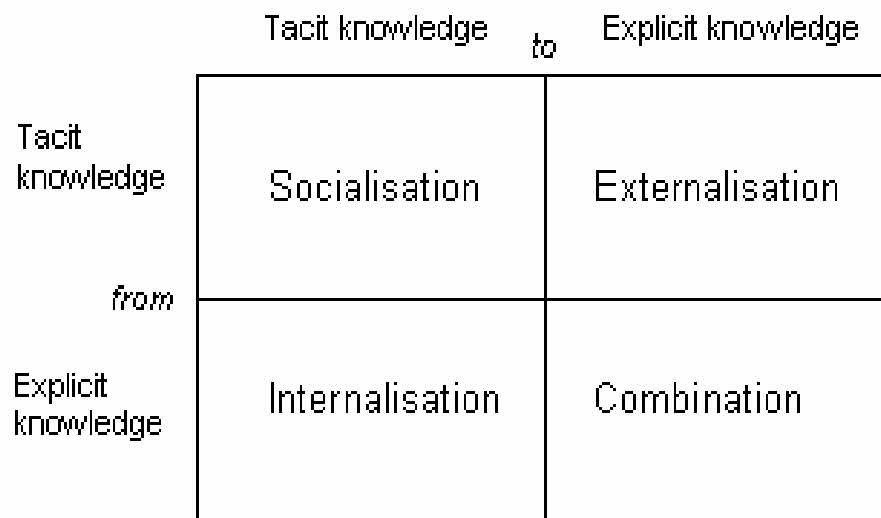 Tacit knowledge to Explicit knowledge
Tacit
knowledge
Socialisation Externalisation
from
Explicit
knowledge
Internalisation Combination